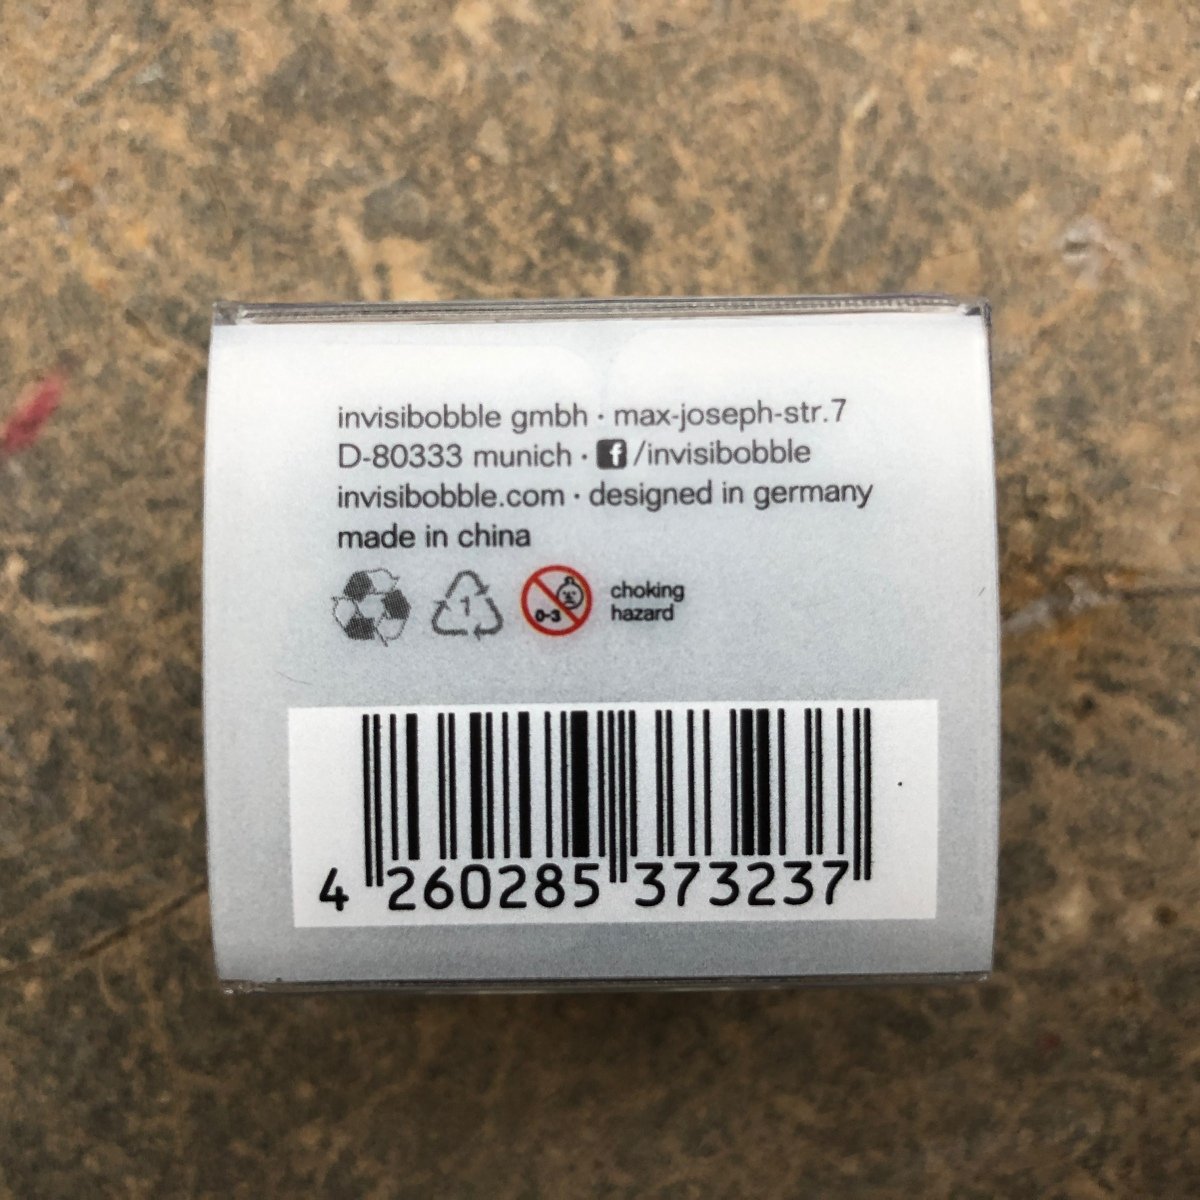 invisibobble gmbh · max-joseph-str.7
D-80333 munich · f /invisibobble
invisibobble.com · designed in germany
made in china
1
0-3
choking
hazard
4 260285 373237